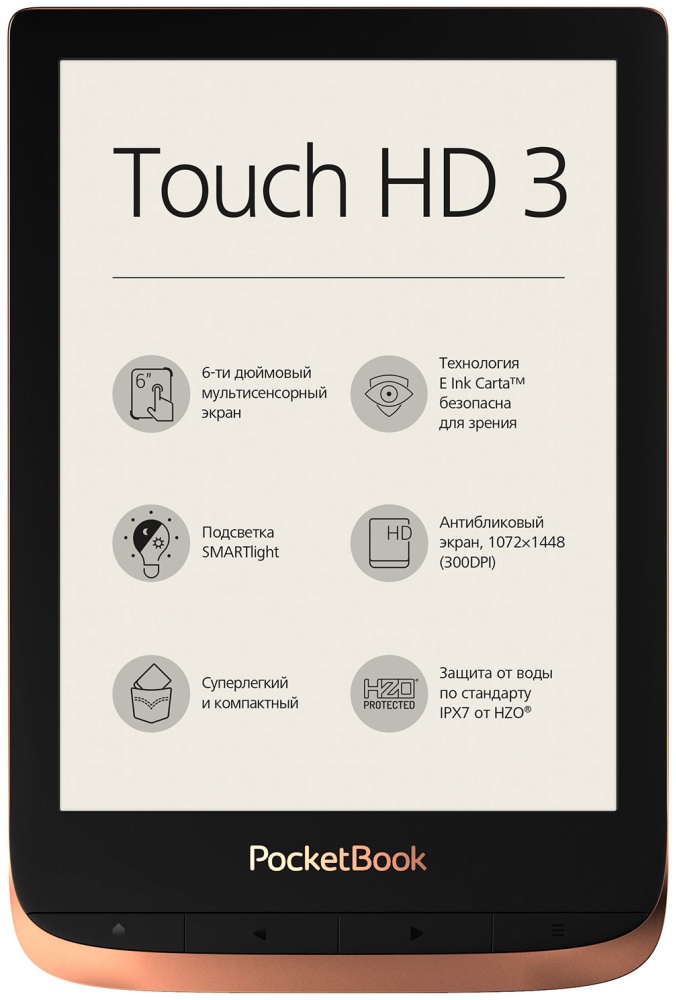 Touch HD 3
6"
6-ти дюймовый
мультисенсорный
экран
Технология
E Ink Carta™
безопасна
для зрения
Подсветка
SMARTlight
HD
Антибликовый
экран, 1072×1448
(300DPI)
Суперлегкий
и компактный
HZO®
PROTECTED
Защита от воды
по стандарту
IPX7 от HZO®
PocketBook